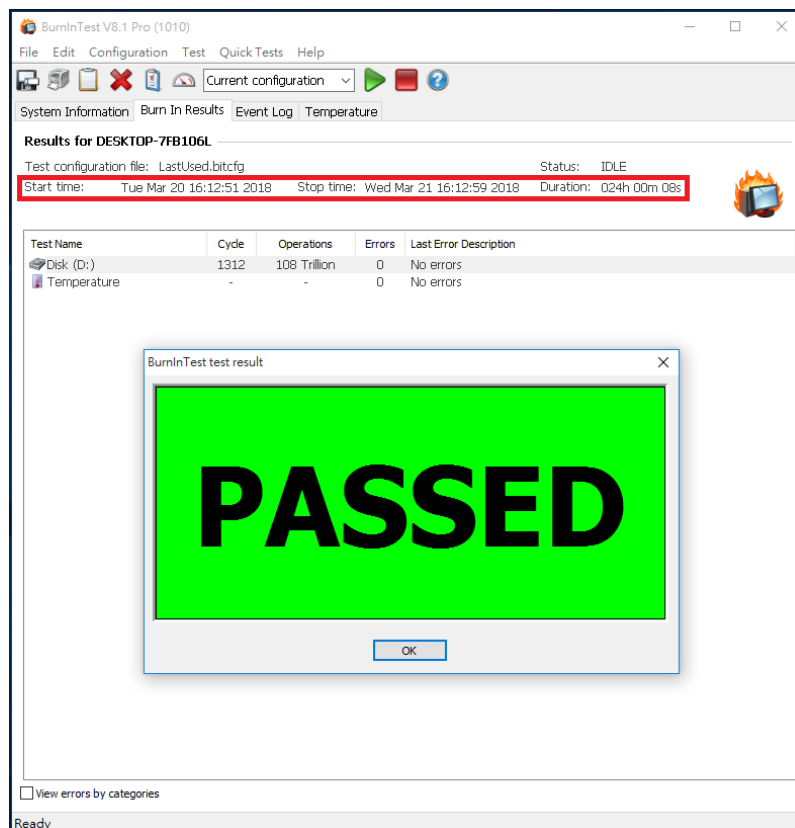 BurnInTest V8.1 Pro (1010)
File Edit Configuration Test Quick Tests Help
Current configuration
System Information Burn In Results Event Log Temperature
Results for DESKTOP-7FB106L
Test configuration file: LastUsed.bitcfg Status: IDLE
Start time: Tue Mar 20 16:12:51 2018 Stop time: Wed Mar 21 16:12:59 2018 Duration: 024h 00m 08s
Test Name Cycle Operations Errors Last Error Description
Disk (D:) 1312 108 Trillion 0 No errors
Temperature - - 0 No errors
BurnInTest test result
PASSED
OK
View errors by categories
Ready